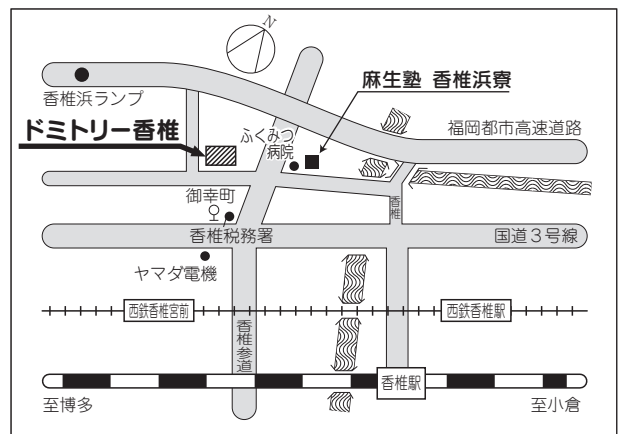 N
麻生塾 香椎浜寮
香椎浜ランプ
福岡都市高速道路
ドミトリー香椎
ふくみつ
病院
御幸町
香椎
香椎税務署
国道3号線
ヤマダ電機
西鉄香椎宮前
西鉄香椎駅
香椎参道
香椎駅
至博多
至小倉